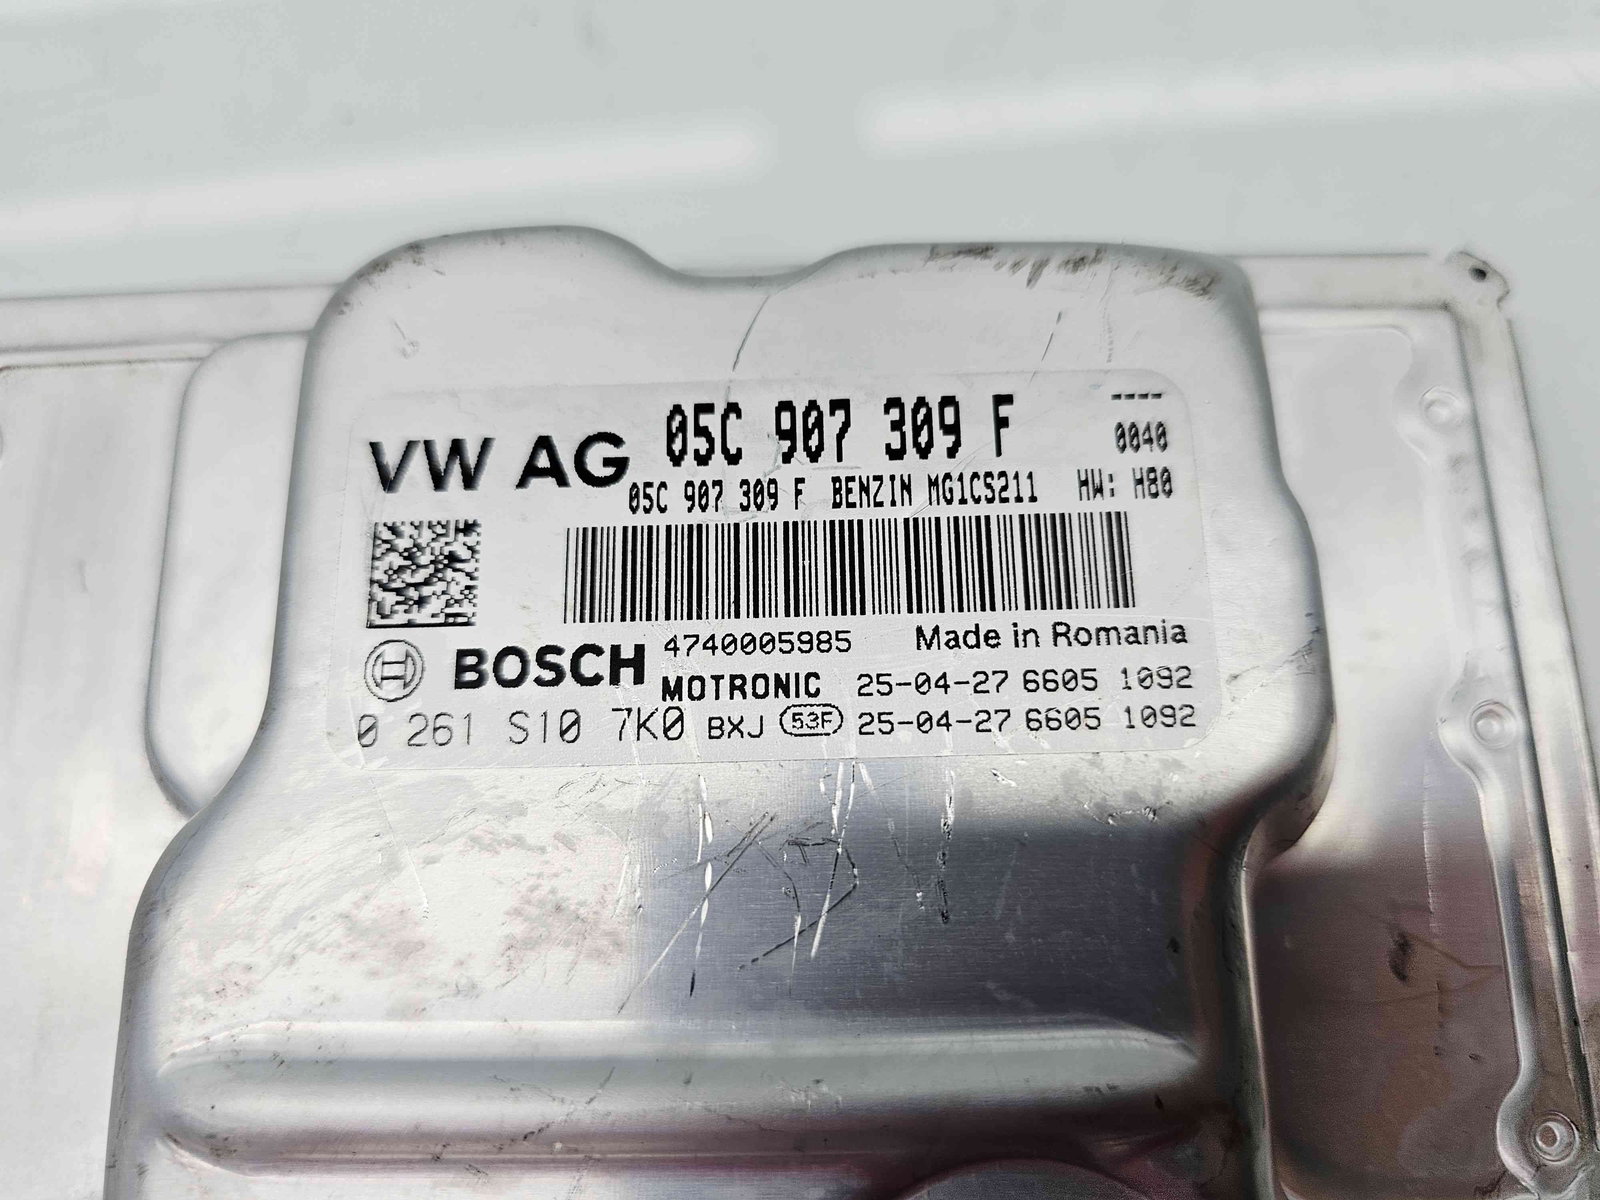 VW AG 05C 907 309 F ----
0040
05C 907 309 F BENZIN MG1CS211 HW: H80
4740005985 Made in Romania
BOSCH MOTRONIC 25-04-27 6605 1092
0 261 S10 7K0 BXJ 53F 25-04-27 6605 1092